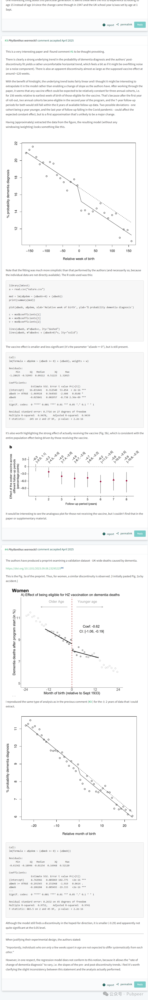 One interesting thing about this particular generation: it seems these were the first to experience schooling to
age 15 instead of age 14 since the change came through in 1947 and the UK school year is/was set by age at 1
Sept.
report permalink Reply
#3 Phyllanthus warnockii comment accepted April 2025
This is a very interesting paper and I found comment #1 to be thought-provoking.
There is clearly a strong underlying trend in the probability of dementia diagnosis and the authors' post-
discontinuity fit yields a rather uncomfortable horizontal trend, which feels a bit as if it might be overfitting noise
(or a noise component). There is also an apparent discontinuity almost as large as the supposed vaccine effect at
around +120 weeks.
With the benefit of hindsight, the underlying trend looks fairly linear and I thought it might be interesting to
extrapolate it in the model rather than enabling a change of slope as the authors have. After working through the
paper, it seems that any vaccine effect could be expected to be relatively constant for three annual cohorts, i.e.
for 156 weeks relative to earliest week of birth of those eligible for the vaccine. That's because after the first year
of roll-out, two annual cohorts became eligible in the second year of the program, and the 7-year follow-up
periods for both would still fall within the 8 years of available follow-up data. Two possible deviations - one
cohort being a year younger, and the last year of follow-up falling in the Covid pandemic - could affect the
expected constant effect, but to a first approximation that's unlikely to be a major change.
Having (approximately) extracted the data from the figure, the resulting model (without any
windowing/weighting) looks something like this.
22
20
18
16
14
12
% probability dementia diagnosis
−150 −100 −50 0 50 100 150
Relative week of birth
Note that the fitting was much more simplistic than that performed by the authors (and necessarily so, because
the individual data are not directly available). The R code used was this:
library(lmtest)
a = read.csv("nature.csv")
mod = lm(a$pdem ~ (a$wob>=0) + (a$wob))
print(summary(mod))
plot(a$wob, a$pdem, xlab='Relative week of birth', ylab='% probability dementia diagnosis')
c = mod$coefficients[1]
m = mod$coefficients[3]
v = mod$coefficients[2]
lines(a$wob, m*a$wob+c, lty="dashed")
lines(a$wob, m*a$wob+c + (a$wob>0)*v, lty="solid")
The vaccine effect is smaller and less significant (it's the parameter "a$wob >= 0"), but is still present.
Call:
lm(formula = a$pdem ~ (a$wob >= 0) + (a$wob), weights = w)
Residuals:
Min 1Q Median 3Q Max
-1.28625 -0.52993 0.09212 0.51223 1.32015
Coefficients:
Estimate Std. Error t value Pr(>|t|)
(Intercept) 16.831441 0.312540 53.854 < 2e-16 ***
a$wob >= 0TRUE -1.469924 0.564583 -2.604 0.0148 *
a$wob -0.025841 0.002957 -8.738 2.36e-09 ***
---
Signif. codes: 0 ‘***’ 0.001 ‘**’ 0.01 ‘*’ 0.05 ‘.’ 0.1 ‘ ’ 1
Residual standard error: 0.7714 on 27 degrees of freedom
Multiple R-squared: 0.9478, Adjusted R-squared: 0.9439
F-statistic: 245 on 2 and 27 DF, p-value: < 2.2e-16
It's also worth highlighting the strong effect of actually receiving the vaccine (Fig. 5b), which is consistent with the
entire population effect being driven by those receiving the vaccine.
b
Effect of the zoster vaccine across
different follow-up periods
(percentage points)
3.0
0
−3.0
−6.0
−9.0
−0.3 [−2.0, 1.1]
−2.2 [−4.5, −0.3]
−4.0 [−7.4, −2.0]
−4.9 [−8.7, −2.5]
−4.7 [−8.6, −2.2]
−6.2 [−11.2, −3.5]
−5.6 [−10.0, −2.5]
−5.9 [−10.8, −2.3]
1 2 3 4 5 6 7 8
Follow-up period (years)
It would be interesting to see the analogous plot for those not receiving the vaccine, but I couldn't find that in the
paper or supplementary material.
report permalink Reply
#4 Phyllanthus warnockii comment accepted April 2025
The authors have produced a preprint examining a validation dataset - UK-wide deaths caused by dementia.
https://doi.org/10.1101/2023.09.08.23295225
This is the Fig. 3a of the preprint. Thus, for women, a similar discontinuity is observed. [I initially pasted Fig. 2a by
accident.]
Women
A) Effect of being eligible for HZ vaccination on dementia deaths
Older Age Younger age
Coef: -0.62
CI: [-1.06, -0.19]
Dementia deaths after program start (in %)
11
9
7
5
-24 -12 0 12 24
Month of birth (relative to Sept 1933)
I reproduced the same type of analysis as in the previous comment (#3 ) for the ± 2 years of data that I could
extract.
11
10
9
8
7
6
% probability dementia diagnosis
−20 −10 0 10 20
Relative month of birth
Call:
lm(formula = a$pdem ~ (a$mob >= 0) + (a$mob))
Residuals:
Min 1Q Median 3Q Max
-0.61342 -0.18996 -0.01154 0.16968 0.52120
Coefficients:
Estimate Std. Error t value Pr(>|t|)
(Intercept) 8.742966 0.085069 102.775 <2e-16 ***
a$mob >= 0TRUE -0.291565 0.151968 -1.919 0.0614 .
a$mob -0.106204 0.005493 -19.333 <2e-16 ***
---
Signif. codes: 0 ‘***’ 0.001 ‘**’ 0.01 ‘*’ 0.05 ‘.’ 0.1 ‘ ’ 1
Residual standard error: 0.2632 on 45 degrees of freedom
Multiple R-squared: 0.9752, Adjusted R-squared: 0.9741
F-statistic: 883.5 on 2 and 45 DF, p-value: < 2.2e-16
Although the model still finds a discontinuity in the hoped-for direction, it is smaller (-0.29) and apparently not
quite significant at the 0.05 level.
When justifying their experimental design, the authors stated:
"Importantly, individuals who are only a few weeks apart in age are not expected to differ systematically from each
other."
However, in one respect, the regression model does not conform to this notion, because it allows the "rate of
change of dementia diagnosis" to vary, i.e. the slopes of the pre- and post-discontinuity trends. I feel it's worth
clarifying the slight inconsistency between this statement and the analysis actually performed.
report permalink Reply
公众号 · Pubpeer